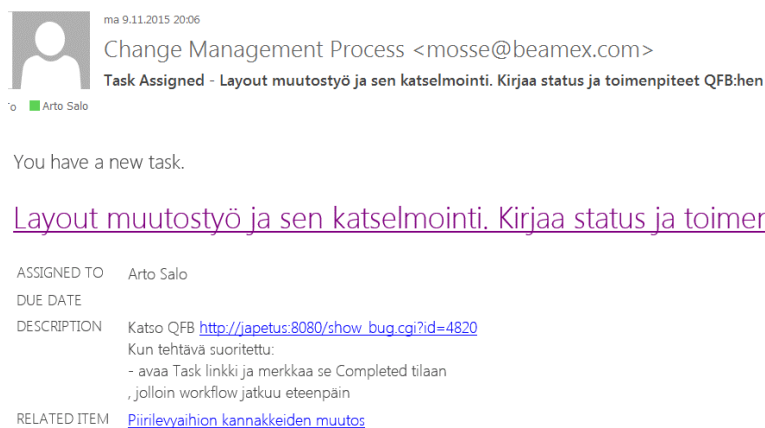 ma 9.11.2015 20:06
Change Management Process <mosse@beamex.com>
Task Assigned - Layout muutostyö ja sen katselmointi. Kirjaa status ja toimenpiteet QFB:hen
Arto Salo
You have a new task.
Layout muutostyö ja sen katselmointi. Kirjaa status ja
ASSIGNED TO Arto Salo
DUE DATE
DESCRIPTION Katso QFB http://japetus:8080/show_bug.cgi?id=4820
Kun tehtävä suoritettu:
- avaa Task linkki ja merkkaa se Completed tilaan
, jolloin workflow jatkuu eteenpäin
RELATED ITEM Piirilevyaihion kannakkeiden muutos